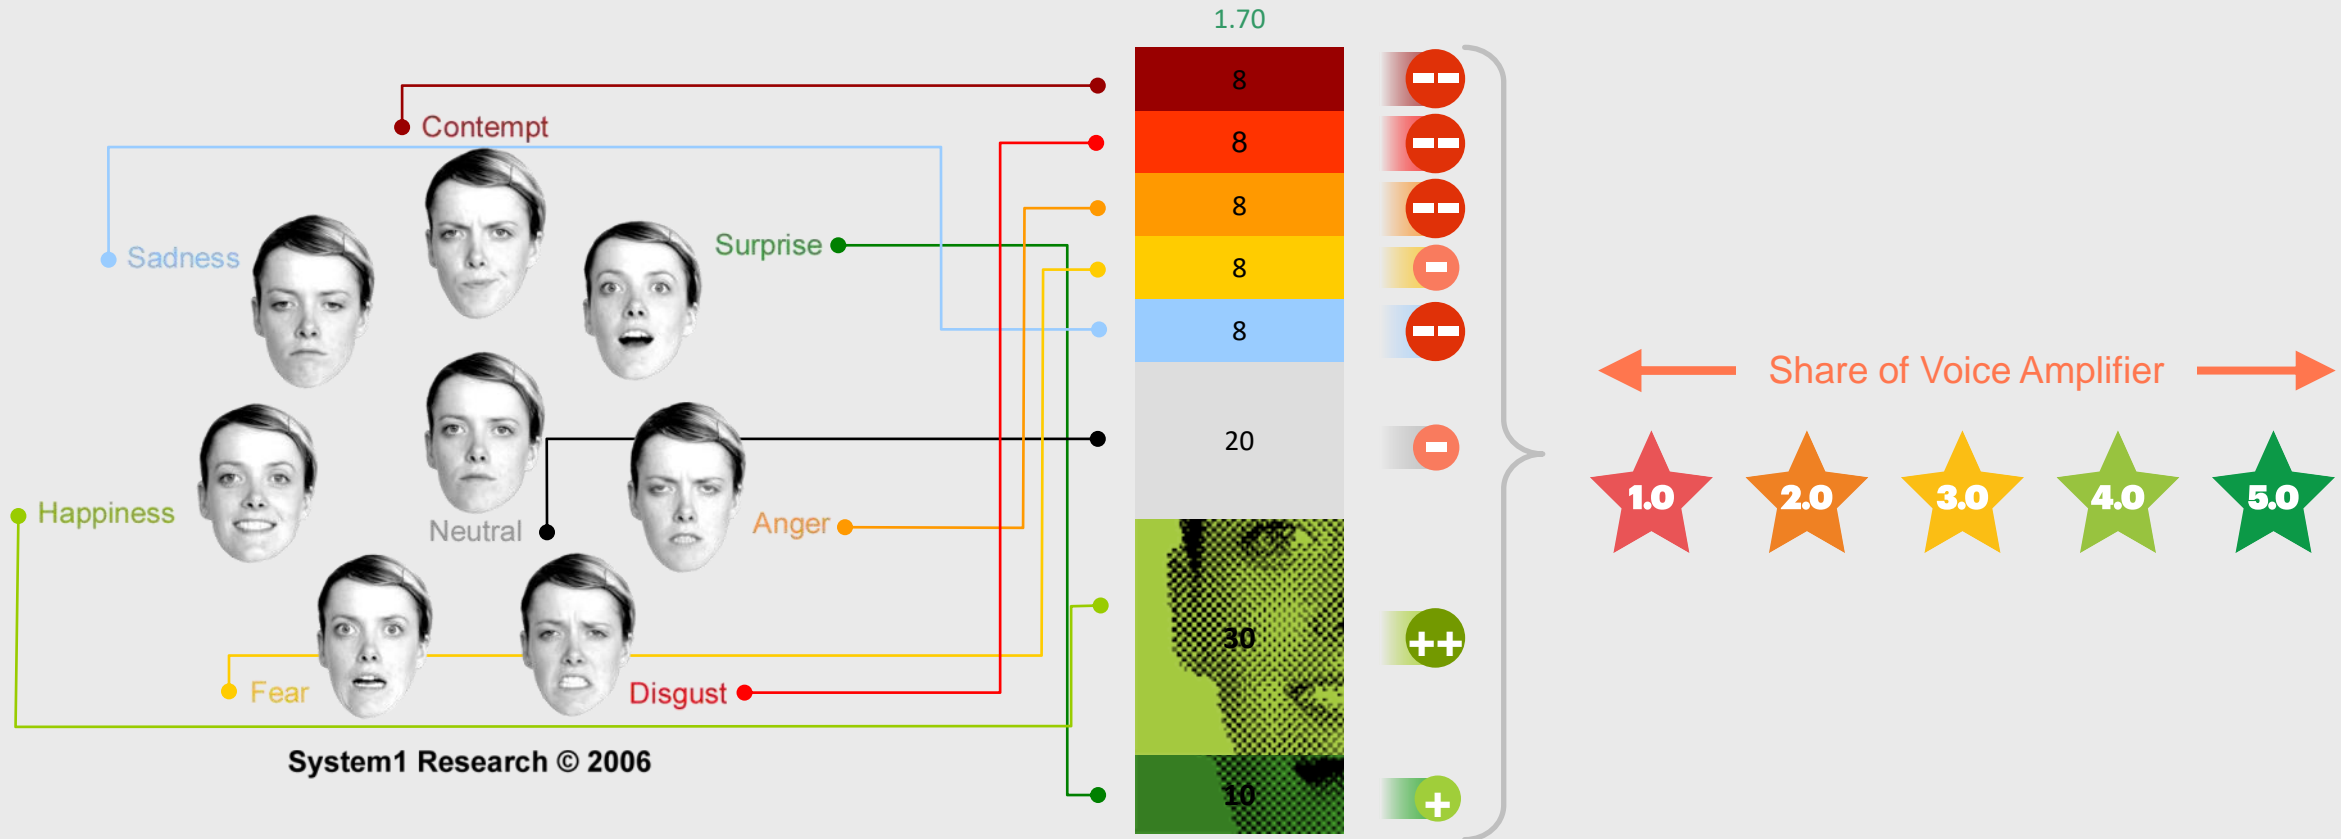 1.70
8
Contempt
8
8
Surprise
Sadness
8
8
Share of Voice Amplifier
20
1.0 2.0 3.0 4.0 5.0
Happiness
Neutral
Anger
30
++
Fear
Disgust
System1 Research © 2006
10
+